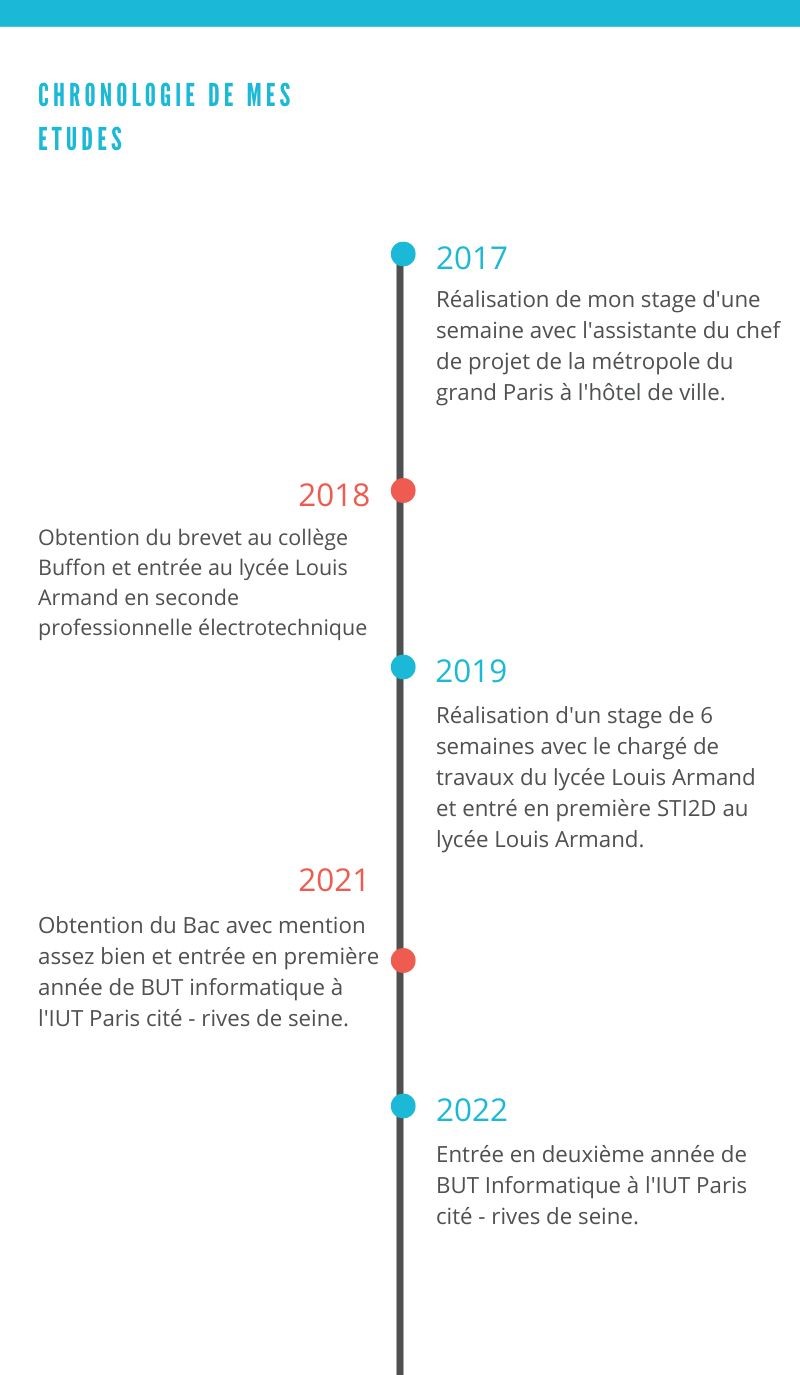 CHRONOLOGIE DE MES
ETUDES
2017
Réalisation de mon stage d'une
semaine avec l'assistante du chef
de projet de la métropole du
grand Paris à l'hôtel de ville.
2018
Obtention du brevet au collège
Buffon et entrée au lycée Louis
Armand en seconde
professionnelle électrotechnique
2019
Réalisation d'un stage de 6
semaines avec le chargé de
travaux du lycée Louis Armand
et entré en première STI2D au
lycée Louis Armand.
2021
Obtention du Bac avec mention
assez bien et entrée en première
année de BUT informatique à
l'IUT Paris cité - rives de seine.
2022
Entrée en deuxième année de
BUT Informatique à l'IUT Paris
cité - rives de seine.